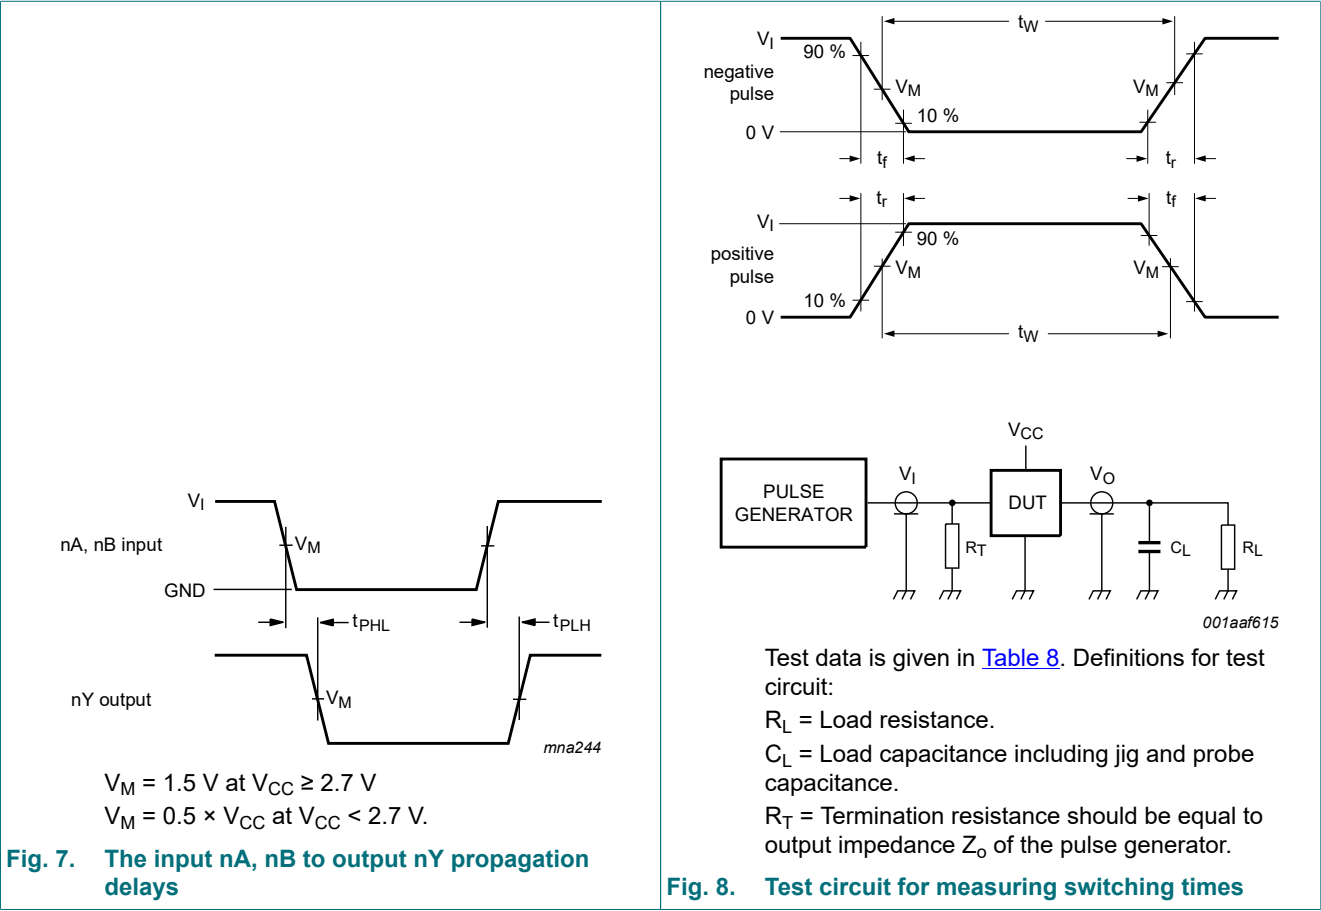 VI
nA, nB input
VM
GND
tPHL
tPLH
nY output
VM
mna244
VM = 1.5 V at VCC ≥ 2.7 V
VM = 0.5 × VCC at VCC < 2.7 V.
Fig. 7. The input nA, nB to output nY propagation
delays
tW
VI
90 %
negative
pulse
VM
VM
10 %
0 V
tf
tr
tr
tf
VI
90 %
positive
pulse
VM
VM
10 %
0 V
tW
VCC
VI
VO
PULSE
GENERATOR
DUT
RT
CL
RL
001aaf615
Test data is given in Table 8. Definitions for test
circuit:
RL = Load resistance.
CL = Load capacitance including jig and probe
capacitance.
RT = Termination resistance should be equal to
output impedance Zo of the pulse generator.
Fig. 8. Test circuit for measuring switching times